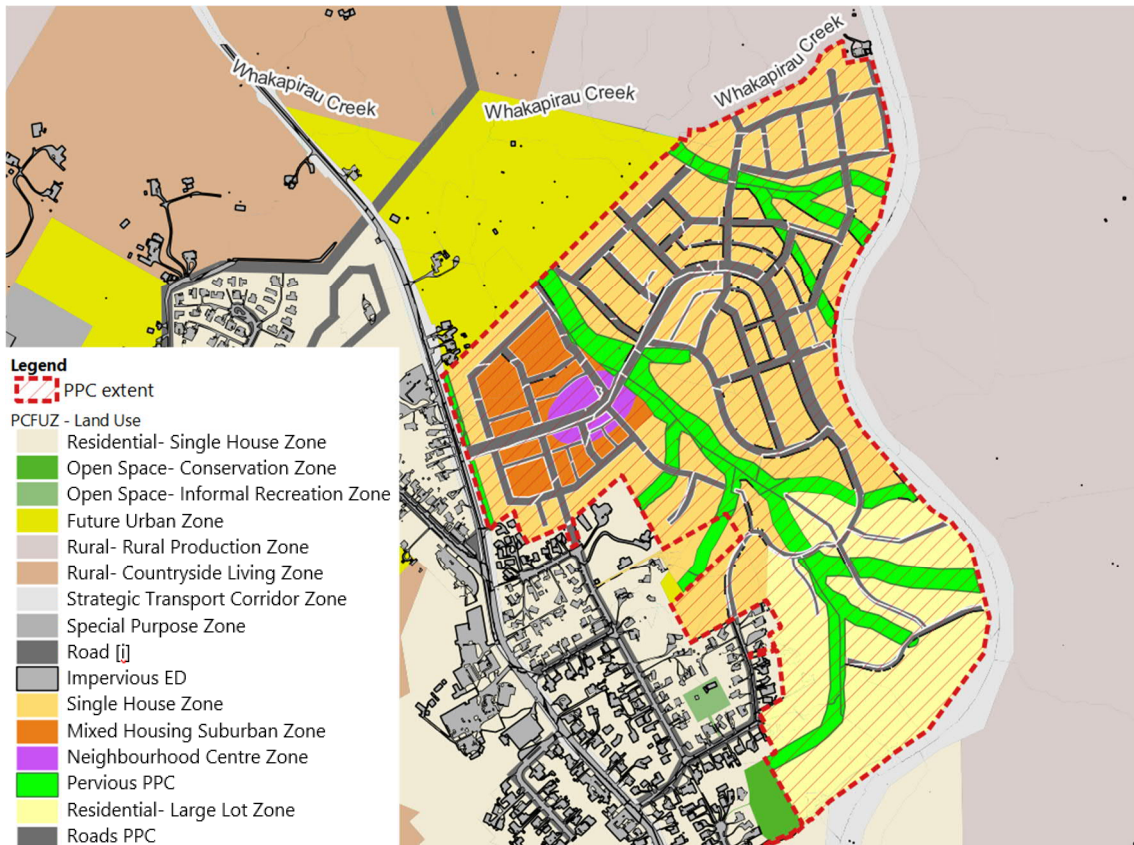 Whakapirau Creek
Whakapirau Creek
Whakapirau Creek
Legend
PPC extent
PCFUZ - Land Use
Residential- Single House Zone
Open Space- Conservation Zone
Open Space- Informal Recreation Zone
Future Urban Zone
Rural- Rural Production Zone
Rural- Countryside Living Zone
Strategic Transport Corridor Zone
Special Purpose Zone
Road [i]
Impervious ED
Single House Zone
Mixed Housing Suburban Zone
Neighbourhood Centre Zone
Pervious PPC
Residential- Large Lot Zone
Roads PPC